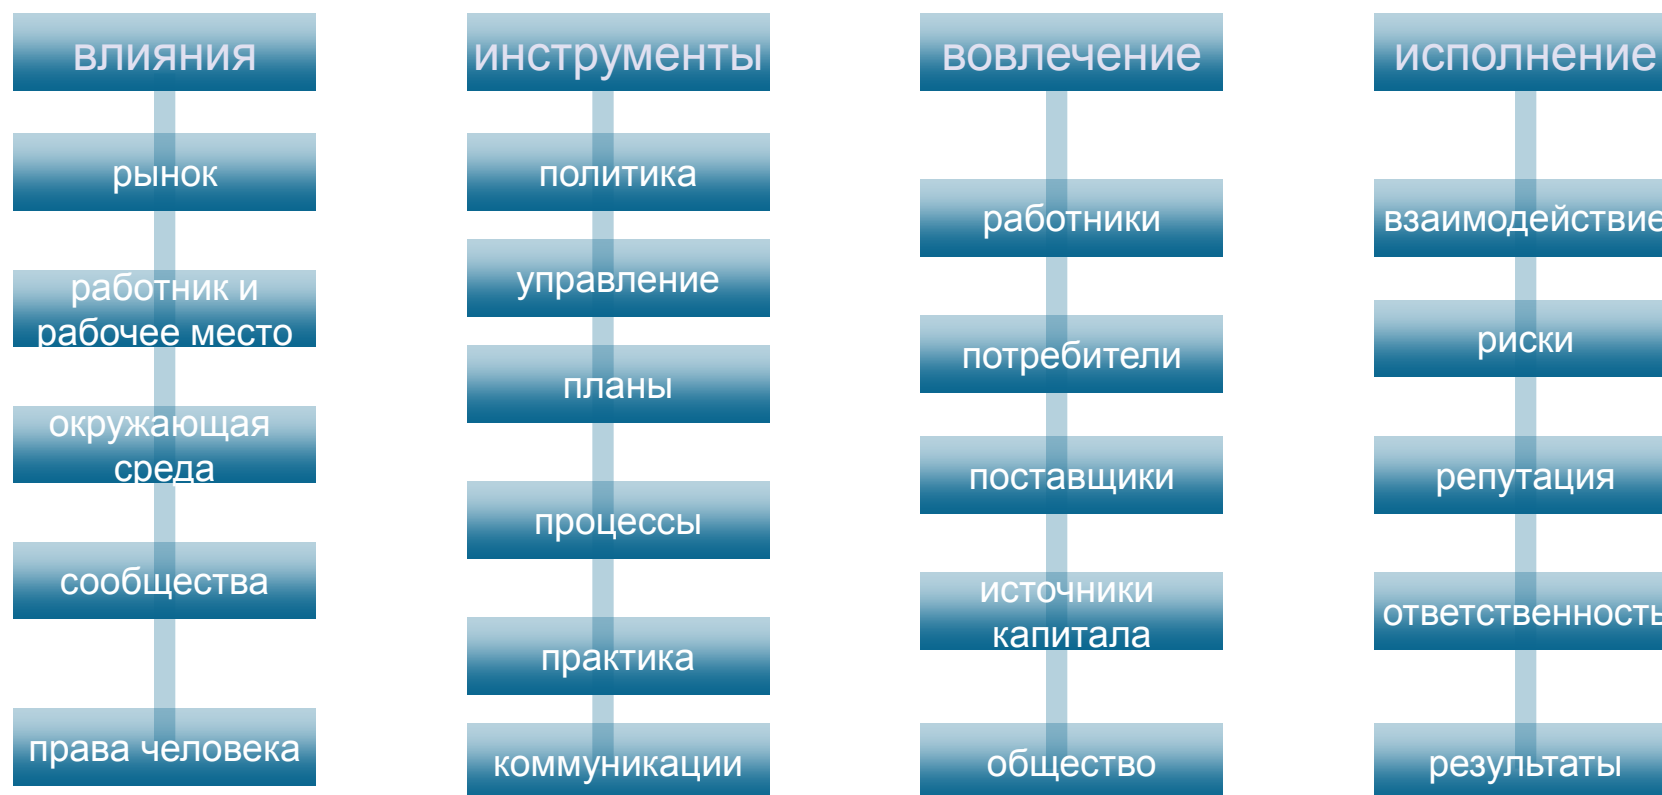 влияния
рынок
работник и
рабочее место
окружающая
среда
сообщества
права человека
инструменты
политика
управление
планы
процессы
практика
коммуникации
вовлечение
работники
потребители
поставщики
источники
капитала
общество
исполнение
взаимодействие
риски
репутация
ответственность
результаты